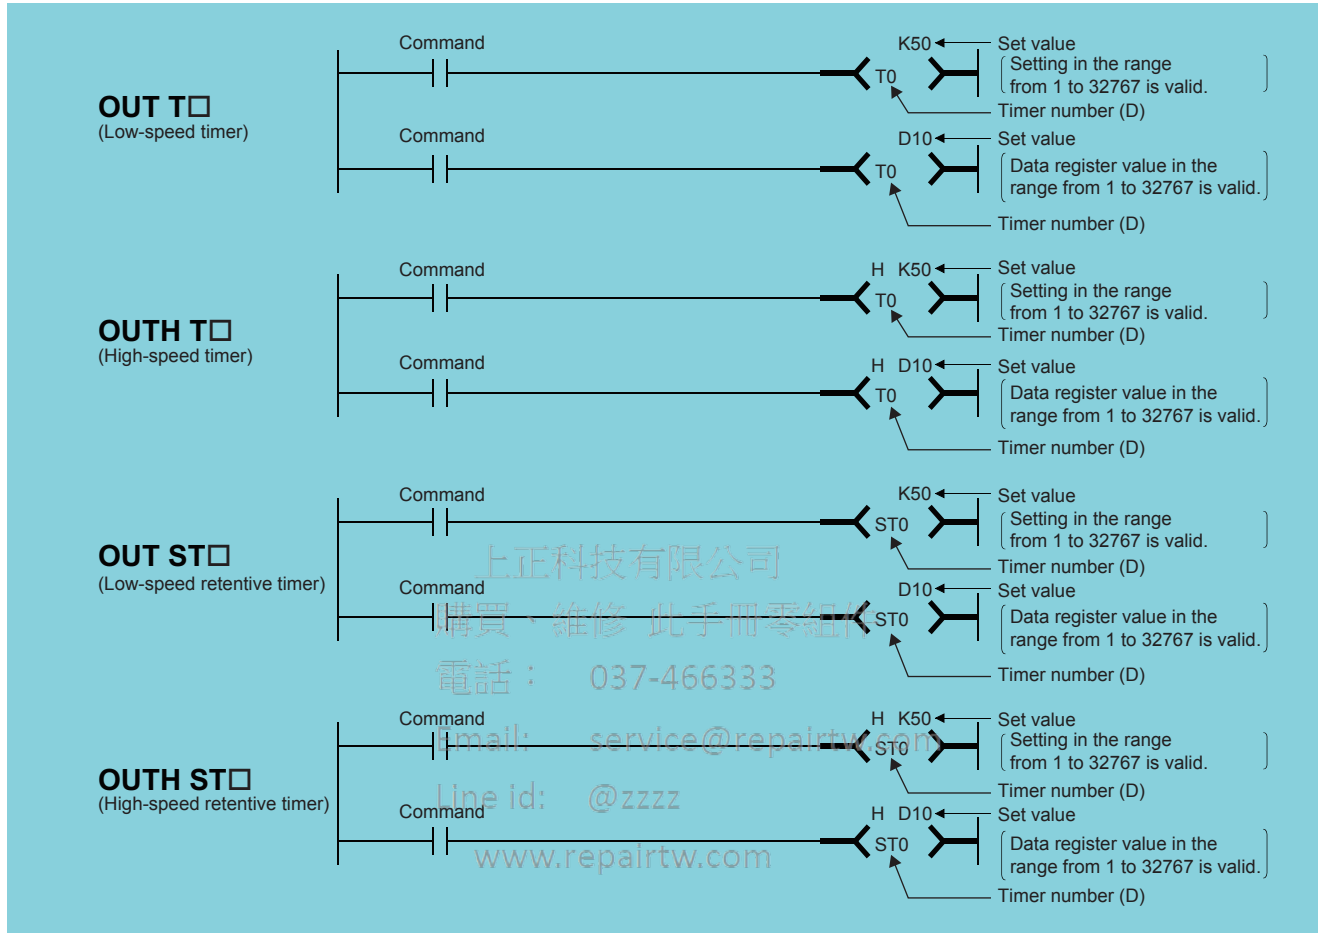 Command
K50
Set value
Setting in the range
from 1 to 32767 is valid.
T0
Timer number (D)
OUT T□
(Low-speed timer)
Command
D10
Set value
Data register value in the
range from 1 to 32767 is valid.
T0
Timer number (D)
Command
H K50
Set value
Setting in the range
from 1 to 32767 is valid.
T0
Timer number (D)
OUTH T□
(High-speed timer)
Command
H D10
Set value
Data register value in the
range from 1 to 32767 is valid.
T0
Timer number (D)
Command
K50
Set value
Setting in the range
from 1 to 32767 is valid.
ST0
Timer number (D)
OUT ST□
(Low-speed retentive timer)
Command
D10
Set value
Data register value in the
range from 1 to 32767 is valid.
ST0
Timer number (D)
Command
H K50
Set value
Setting in the range
from 1 to 32767 is valid.
ST0
Timer number (D)
OUTH ST□
(High-speed retentive timer)
Command
H D10
Set value
Data register value in the
range from 1 to 32767 is valid.
ST0
Timer number (D)
上正科技有限公司
購買、維修 此手冊零組件
電話： 037-466333
Email: service@repairtw.com
Line id: @zzzz
www.repairtw.com